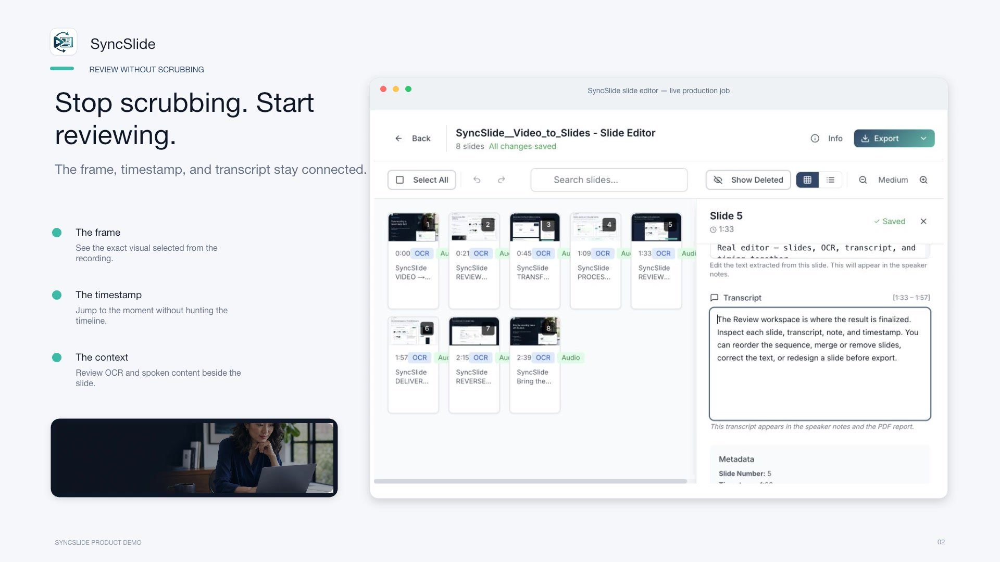 SyncSlide
REVIEW WITHOUT SCRUBBING
Stop scrubbing. Start
reviewing.
The frame, timestamp, and transcript stay connected.
The frame
See the exact visual selected from the
recording.
The timestamp
Jump to the moment without hunting the
timeline.
The context
Review OCR and spoken content beside the
slide.
SyncSlide slide editor — live production job
Back
SyncSlide__Video_to_Slides - Slide Editor
8 slides All changes saved
Info
Export
Select All
Search slides...
Show Deleted
Medium
1
2
3
4
5
0:00 OCR Au
0:21 OCR Au
0:45 OCR Au
1:09 OCR Au
1:33 OCR Audi
SyncSlide
VIDEO →...
SyncSlide
REVIEW...
SyncSlide
TRANSF...
SyncSlide
PROCES...
SyncSlide
REVIEW...
6
7
8
1:57 OCR Auc
2:15 OCR Au
2:39 OCR Audio
SyncSlide
DELIVER...
SyncSlide
REVERSE...
SyncSlide
Bring the...
Slide 5
1:33
Saved
Real editor — slides, OCR, transcript, and
Edit the text extracted from this slide. This will appear in the speaker
notes.
Transcript
[1:33 – 1:57]
The Review workspace is where the result is finalized.
Inspect each slide, transcript, note, and timestamp. You
can reorder the sequence, merge or remove slides,
correct the text, or redesign a slide before export.
This transcript appears in the speaker notes and the PDF report.
Metadata
Slide Number: 5
SYNCSLIDE PRODUCT DEMO
02